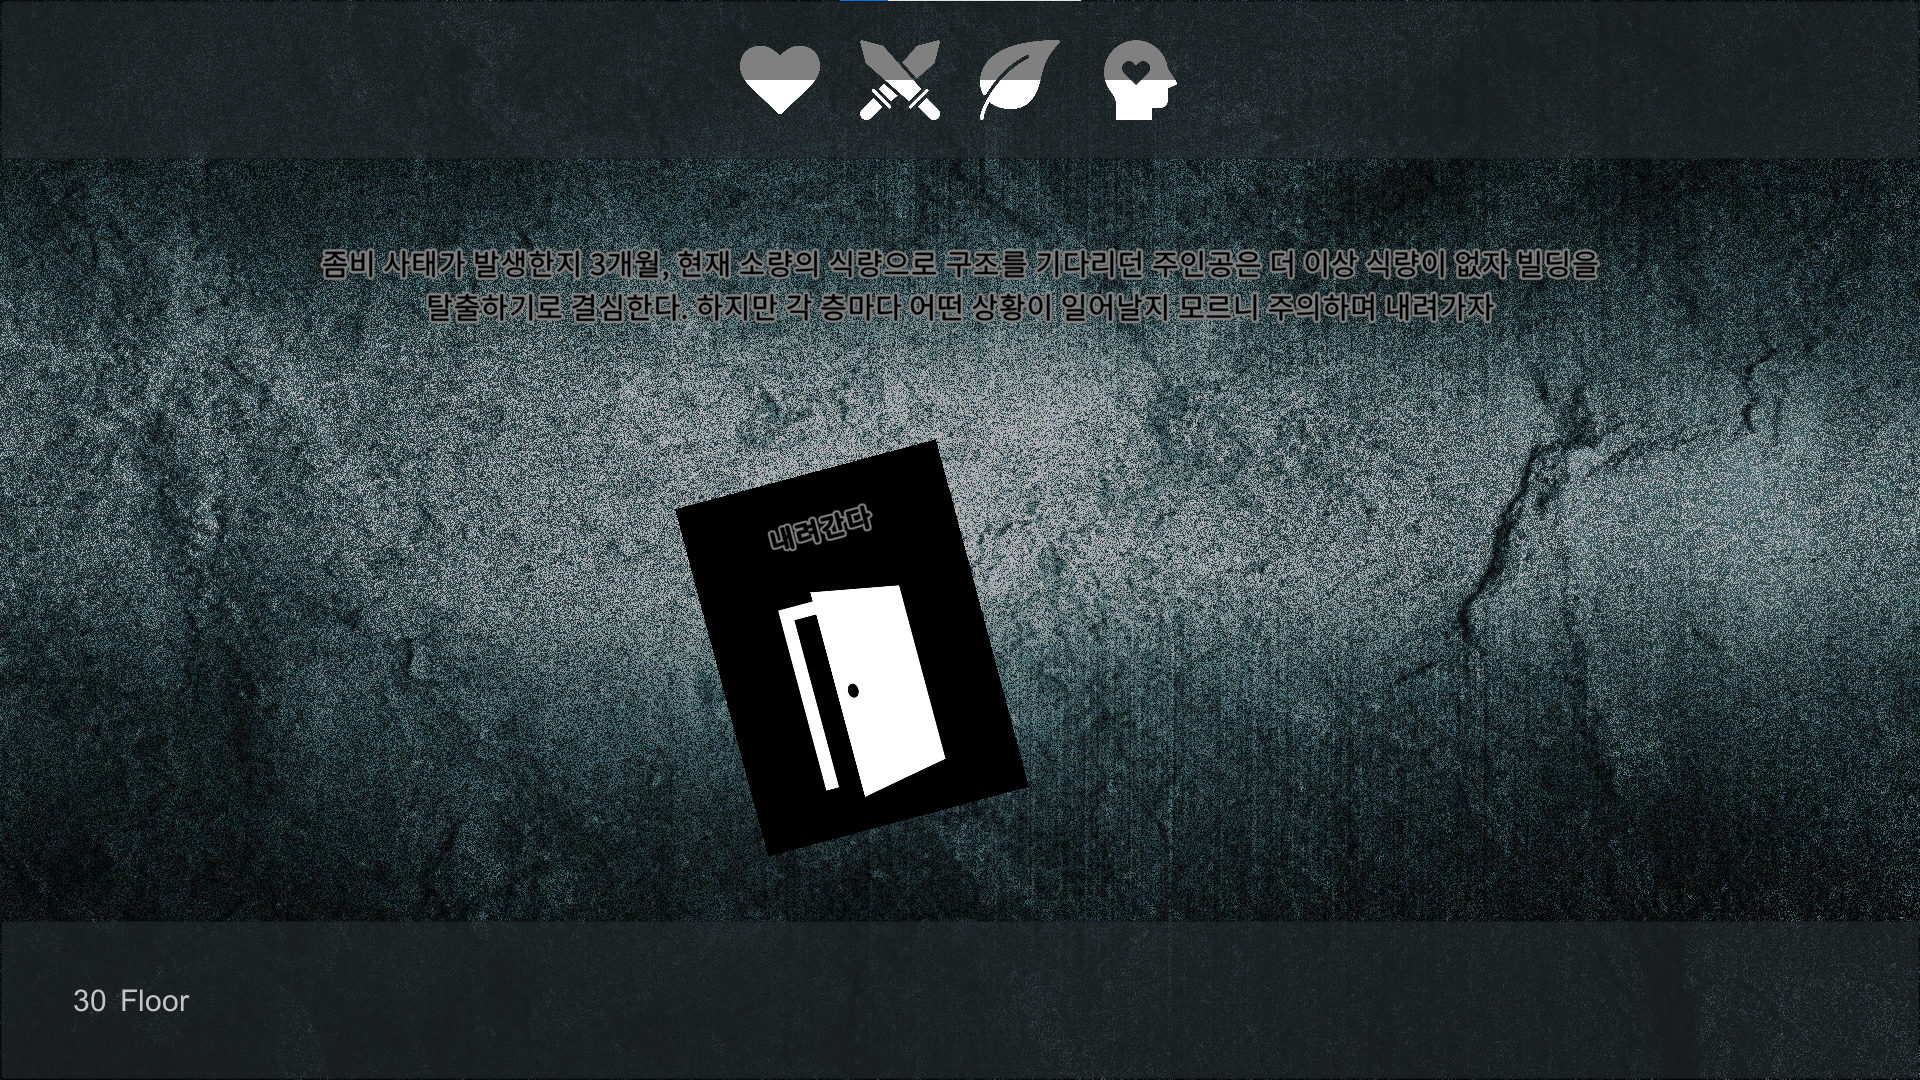 좀비 사태가 발생한지 3개월, 현재 소량의 식량으로 구조를 기다리던 주인공은 더 이상 식량이 없자 빌딩을
탈출하기로 결심한다. 하지만 각 층마다 어떤 상황이 일어날지 모르니 주의하며 내려가자
내려간다
30 Floor